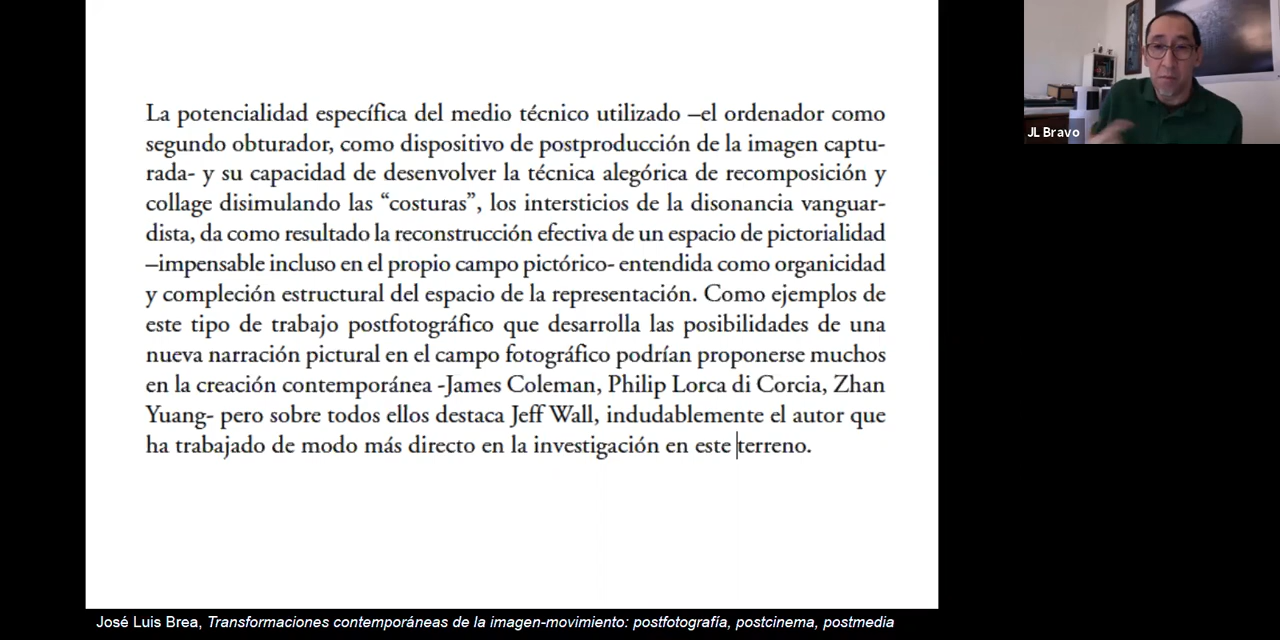 La potencialidad específica del medio técnico utilizado –el ordenador como
segundo obturador, como dispositivo de postproducción de la imagen captu-
rada- y su capacidad de desenvolver la técnica alegórica de recomposición y
collage disimulando las “costuras”, los intersticios de la disonancia vanguar-
dista, da como resultado la reconstrucción efectiva de un espacio de pictorialidad
–impensable incluso en el propio campo pictórico- entendida como organicidad
y compleción estructural del espacio de la representación. Como ejemplos de
este tipo de trabajo postfotográfico que desarrolla las posibilidades de una
nueva narración pictural en el campo fotográfico podrían proponerse muchos
en la creación contemporánea -James Coleman, Philip Lorca di Corcia, Zhan
Yuang- pero sobre todos ellos destaca Jeff Wall, indudablemente el autor que
ha trabajado de modo más directo en la investigación en este terreno.
José Luis Brea, Transformaciones contemporáneas de la imagen-movimiento: postfotografía, postcinema, postmedia
JL Bravo